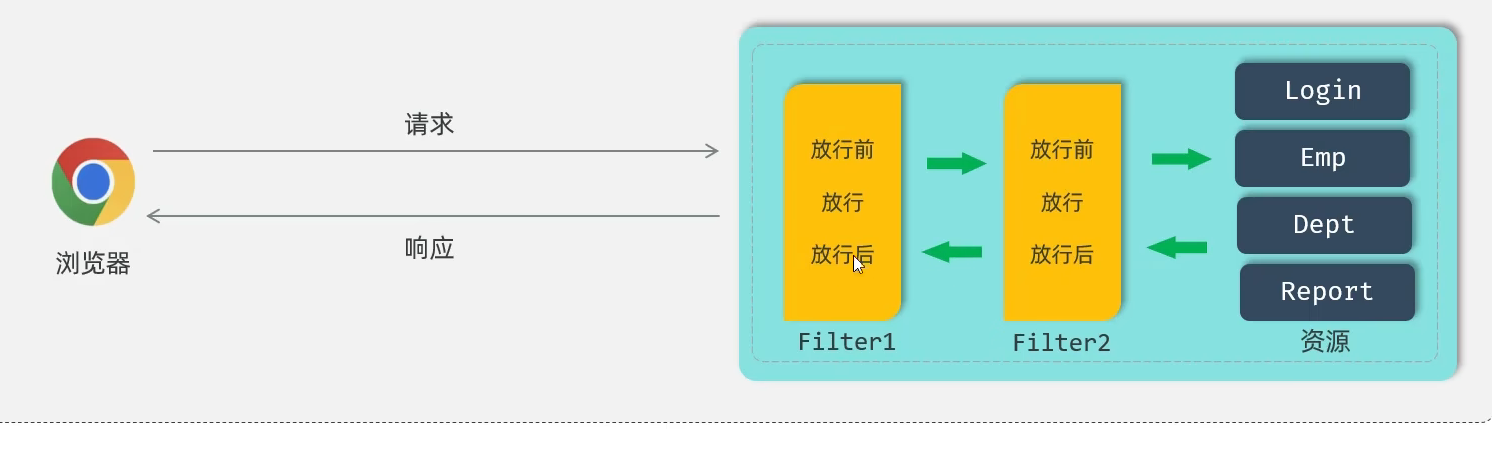 请求
响应
浏览器
放行前
放行
放行后
Filter1
放行前
放行
放行后
Filter2
Login
Emp
Dept
Report
资源